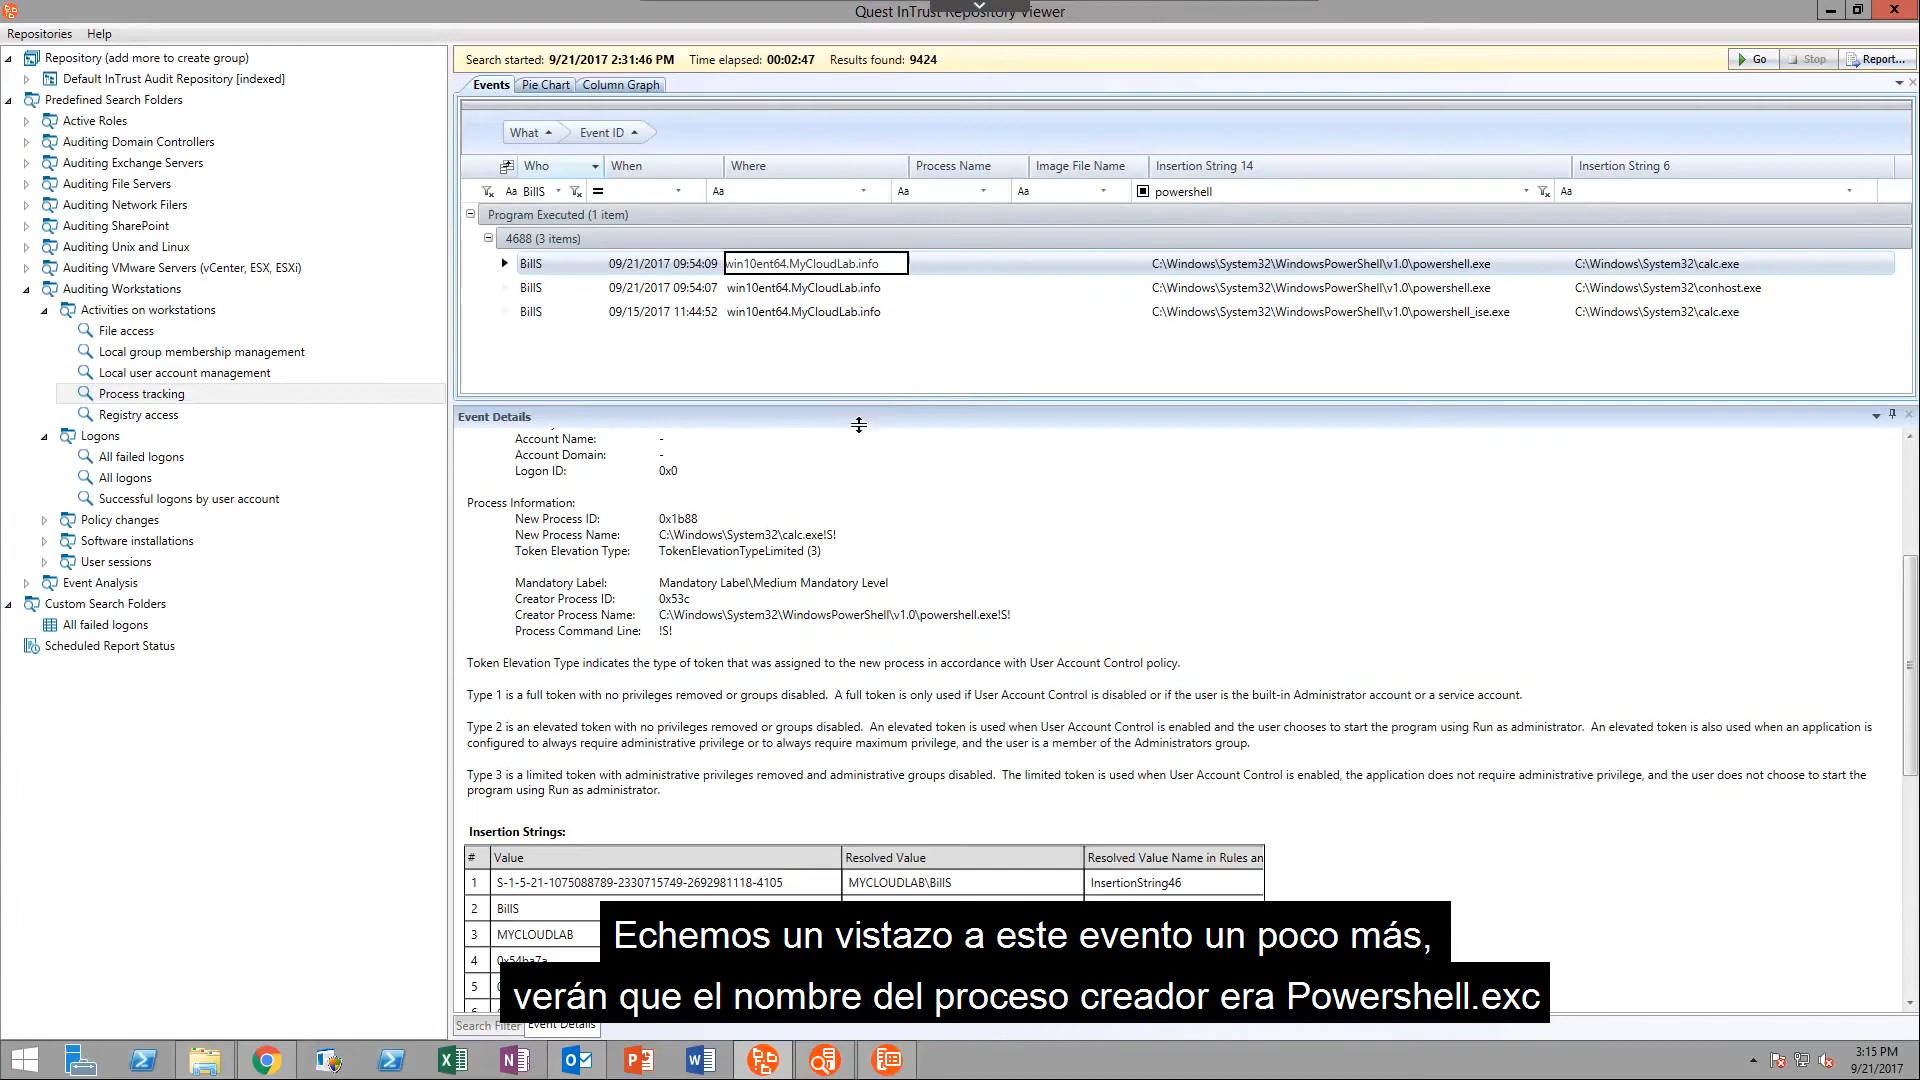 Quest InTrust Repository Viewer
Repositories Help
Repository (add more to create group)
Default InTrust Audit Repository [indexed]
Predefined Search Folders
Active Roles
Auditing Domain Controllers
Auditing Exchange Servers
Auditing File Servers
Auditing Network Filers
Auditing SharePoint
Auditing Unix and Linux
Auditing VMware Servers (vCenter, ESX, ESXi)
Auditing Workstations
Activities on workstations
File access
Local group membership management
Local user account management
Process tracking
Registry access
Logons
All failed logons
All logons
Successful logons by user account
Policy changes
Software installations
User sessions
Event Analysis
Custom Search Folders
All failed logons
Scheduled Report Status
Search started: 9/21/2017 2:31:46 PM Time elapsed: 00:02:47 Results found: 9424 Go Stop Report...
Events Pie Chart Column Graph
What Event ID
Who When Where Process Name Image File Name Insertion String 14 Insertion String 6
Aa BillS = Aa Aa Aa powershell Aa
Program Executed (1 item)
4688 (3 items)
BillS 09/21/2017 09:54:09 win10ent64.MyCloudLab.info C:\Windows\System32\WindowsPowerShell\v1.0\powershell.exe C:\Windows\System32\calc.exe
BillS 09/21/2017 09:54:07 win10ent64.MyCloudLab.info C:\Windows\System32\WindowsPowerShell\v1.0\powershell.exe C:\Windows\System32\conhost.exe
BillS 09/15/2017 11:44:52 win10ent64.MyCloudLab.info C:\Windows\System32\WindowsPowerShell\v1.0\powershell_ise.exe C:\Windows\System32\calc.exe
Event Details
Account Name: -
Account Domain: -
Logon ID: 0x0
Process Information:
New Process ID: 0x1b88
New Process Name: C:\Windows\System32\calc.exe!S!
Token Elevation Type: TokenElevationTypeLimited (3)
Mandatory Label: Mandatory Label\Medium Mandatory Level
Creator Process ID: 0x53c
Creator Process Name: C:\Windows\System32\WindowsPowerShell\v1.0\powershell.exe!S!
Process Command Line: !S!
Token Elevation Type indicates the type of token that was assigned to the new process in accordance with User Account Control policy.
Type 1 is a full token with no privileges removed or groups disabled. A full token is only used if User Account Control is disabled or if the user is the built-in Administrator account or a service account.
Type 2 is an elevated token with no privileges removed or groups disabled. An elevated token is used when User Account Control is enabled and the user chooses to start the program using Run as administrator. An elevated token is also used when an application is
configured to always require administrative privilege or to always require maximum privilege, and the user is a member of the Administrators group.
Type 3 is a limited token with administrative privileges removed and administrative groups disabled. The limited token is used when User Account Control is enabled, the application does not require administrative privilege, and the user does not choose to start the
program using Run as administrator.
Insertion Strings:
# Value Resolved Value Resolved Value Name in Rules an
1 S-1-5-21-1075088789-2330715749-2692981118-4105 MYCLOUDLAB\BillS InsertionString46
2 BillS
3 MYCLOUDLAB
4 0x54ba7a
5
Echemos un vistazo a este evento un poco más,
verán que el nombre del proceso creador era Powershell.exc
Search Filter Event Details
3:15 PM
9/21/2017